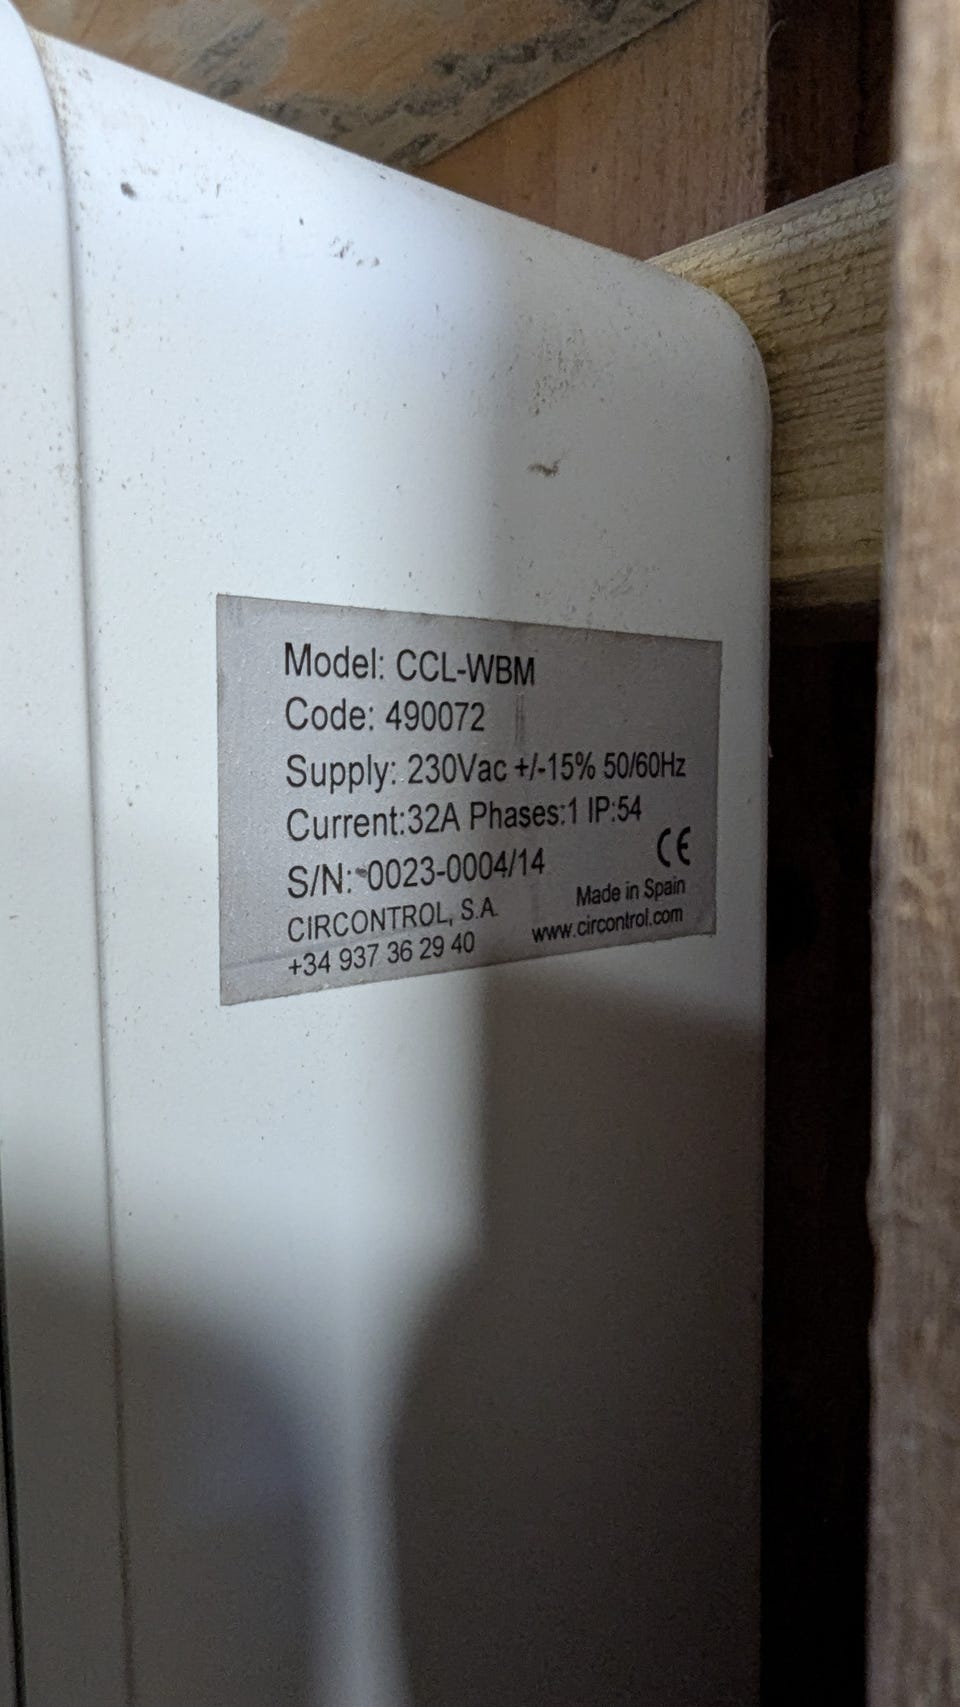 Model: CCL-WBM
Code: 490072
Supply: 230Vac +/-15% 50/60Hz
Current:32A Phases:1 IP:54
CE
S/N: 0023-0004/14
Made in Spain
CIRCONTROL, S.A.
www.circontrol.com
+34 937 36 29 40